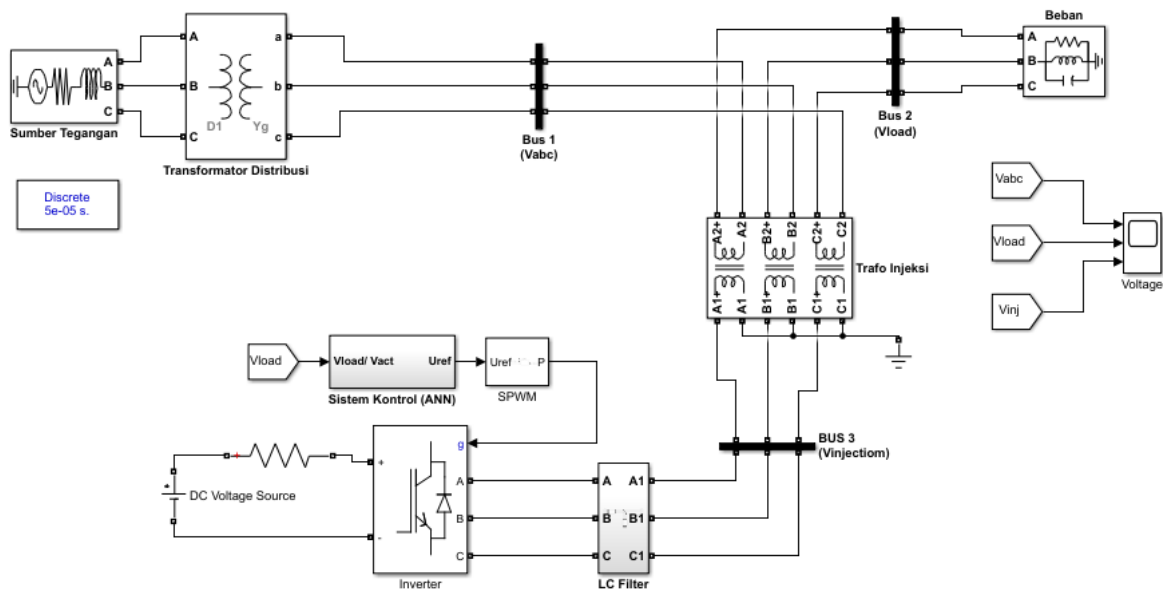 A
B
C
Sumber Tegangan
A
B
C
D1
Yg
a
b
c
Transformator Distribusi
Bus 1
(Vabc)
Bus 2
(Vload)
Beban
A
B
C
Discrete
5e-05 s.
Vabc
Vload
Vinj
Voltage
A2+
A2
B2+
B2
C2+
C2
A1+
A1
B1+
B1
C1+
C1
Trafo Injeksi
Vload
Vload/ Vact
Uref
Sistem Kontrol (ANN)
Uref
P
SPWM
BUS 3
(Vinjectiom)
+
DC Voltage Source
+
+
-
g
A
B
C
Inverter
A
B
C
A1
B1
C1
LC Filter